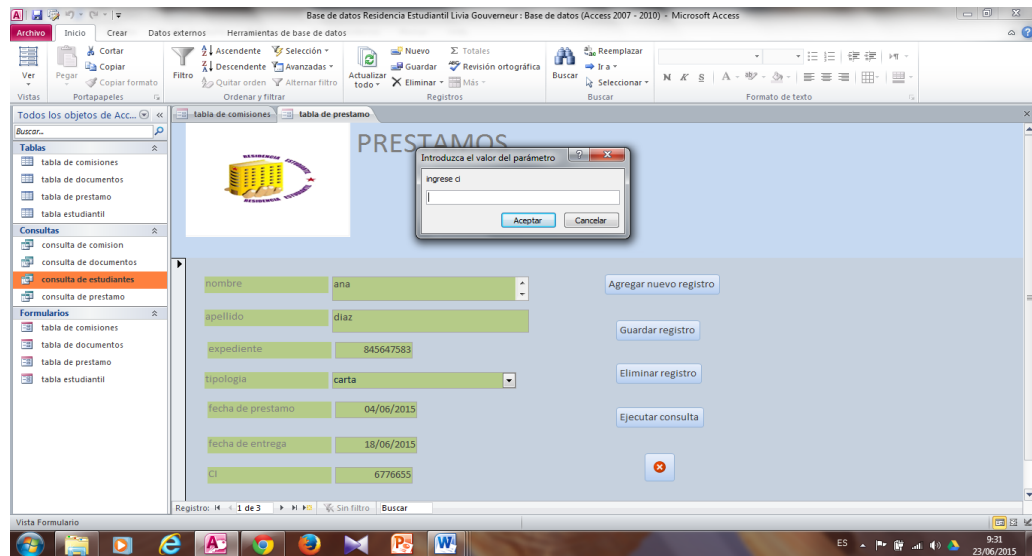 Base de datos Residencia Estudiantil Livia Gouverneur : Base de datos (Access 2007 - 2010) - Microsoft Access
Archivo Inicio Crear Datos externos Herramientas de base de datos
Ver
Vistas
Pegar
Cortar
Copiar
Copiar formato
Portapapeles
Filtro
Ascendente Selección
Descendente Avanzadas
Quitar orden Alternar filtro
Ordenar y filtrar
Actualizar todo
Nuevo Σ Totales
Guardar Revisión ortográfica
Eliminar Más
Registros
Buscar
Reemplazar
Ir a
Seleccionar
Buscar
N K S A
Formato de texto
Todos los objetos de Acc...
Buscar...
Tablas
tabla de comisiones
tabla de documentos
tabla de prestamo
tabla estudiantil
Consultas
consulta de comision
consulta de documentos
consulta de estudiantes
consulta de prestamo
Formularios
tabla de comisiones
tabla de documentos
tabla de prestamo
tabla estudiantil
tabla de comisiones tabla de prestamo
RESIDENCIA
RESIDENCIA
PRESTAMOS
Introduzca el valor del parámetro
ingrese ci
Aceptar Cancelar
nombre ana
apellido diaz
expediente 845647583
tipologia carta
fecha de prestamo 04/06/2015
fecha de entrega 18/06/2015
CI 6776655
Agregar nuevo registro
Guardar registro
Eliminar registro
Ejecutar consulta
Registro: 1 de 3 Sin filtro Buscar
Vista Formulario
ES 9:31
23/06/2015